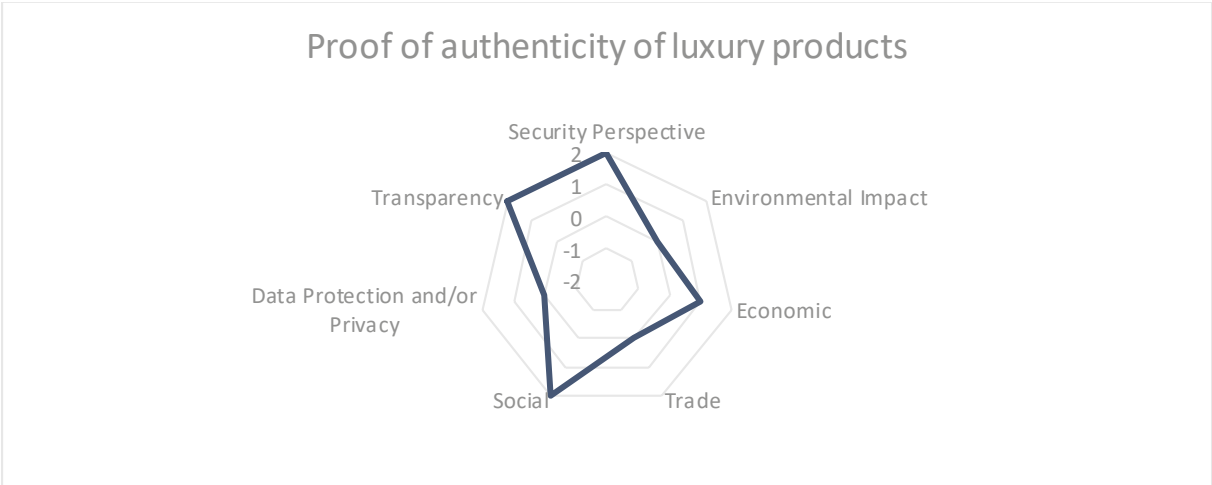 Proof of authenticity of luxury products
Security Perspective
2
1
0
-1
-2
Transparency
Environmental Impact
Data Protection and/or
Privacy
Economic
Social
Trade